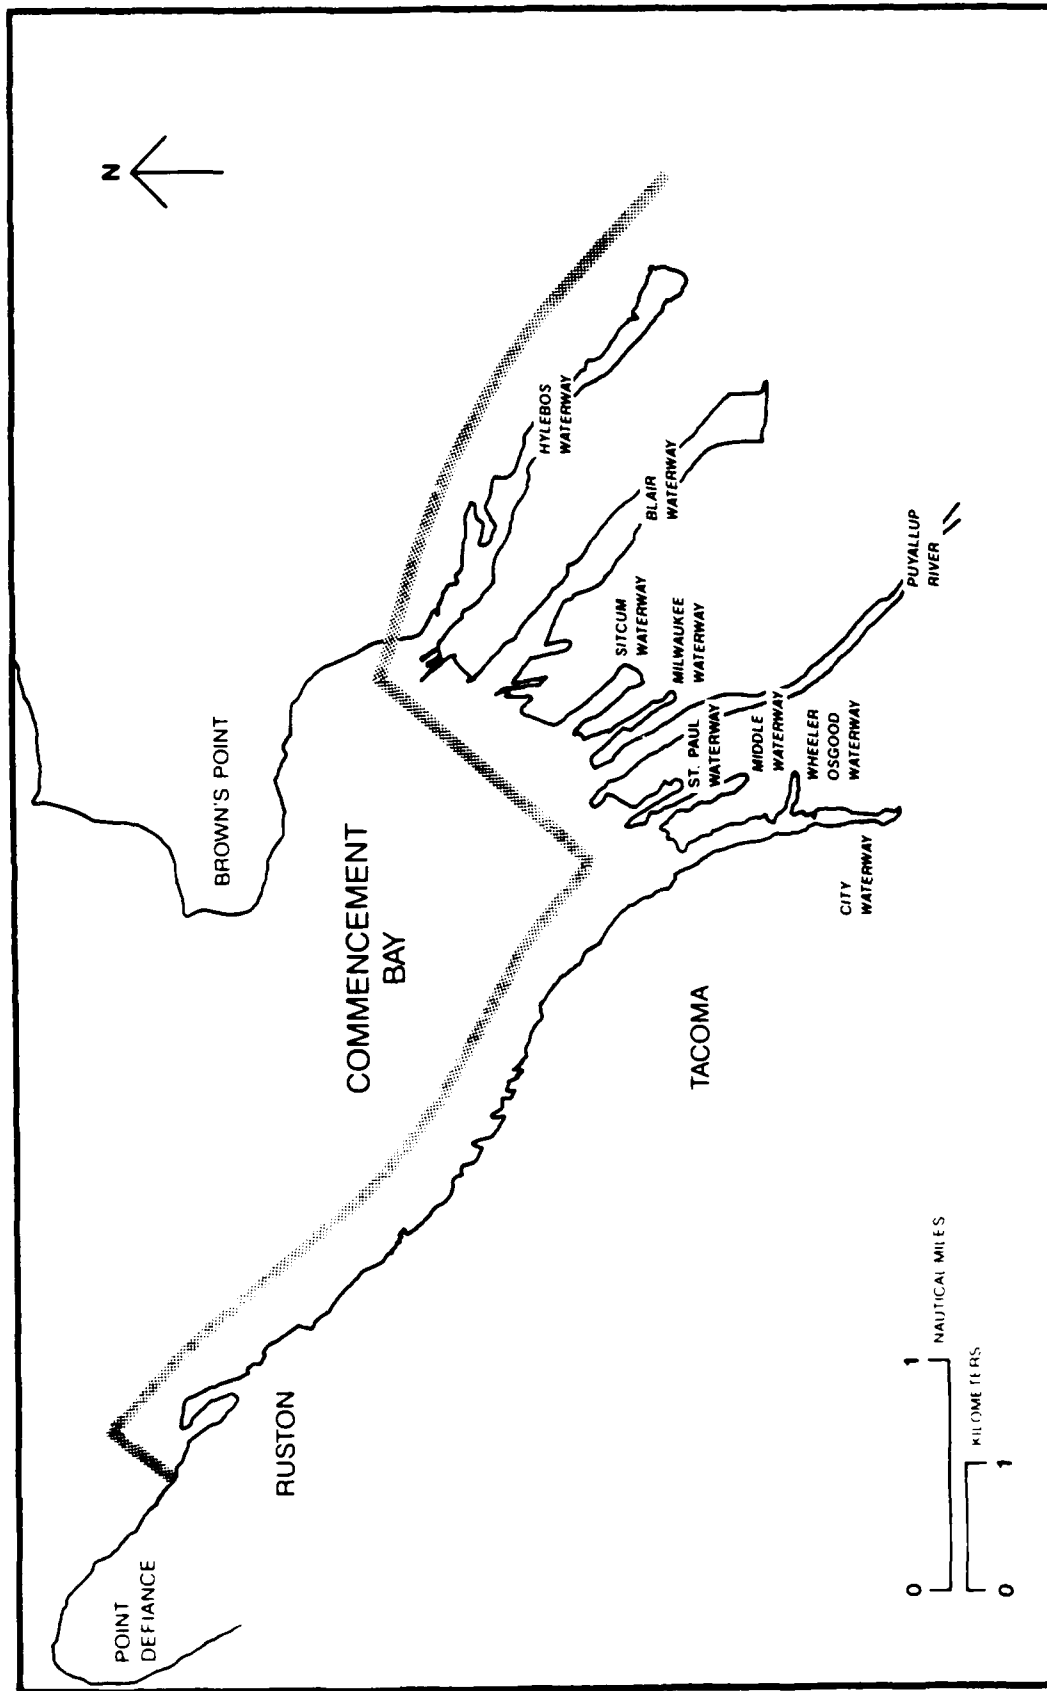 N
BROWN'S POINT
COMMENCEMENT
BAY
POINT
DEFIANCE
RUSTON
TACOMA
HYLEBOS
WATERWAY
BLAIR
WATERWAY
SITCUM
WATERWAY
MILWAUKEE
WATERWAY
ST. PAUL
WATERWAY
MIDDLE
WATERWAY
WHEELER
OSGOOD
WATERWAY
CITY
WATERWAY
PUYALLUP
RIVER
0 1
NAUTICAL MILES
KILOMETERS
0 1